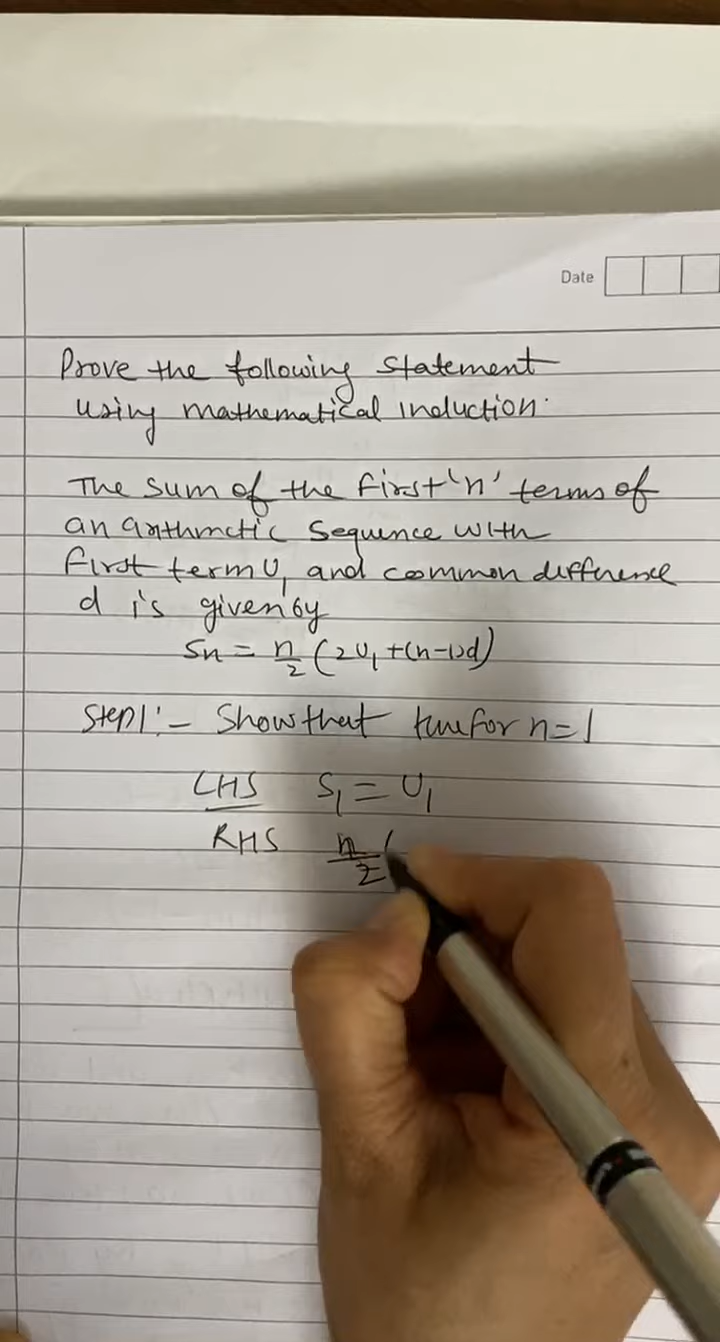 Date
Prove the following statement
using mathematical induction.
The sum of the first 'n' terms of
an arithmetic sequence with
first term U₁ and common difference
d is given by
Sn = n/2 (2U₁ + (n-1)d)
Step1:- Show that true for n=1
LHS S₁ = U₁
RHS n/2 (